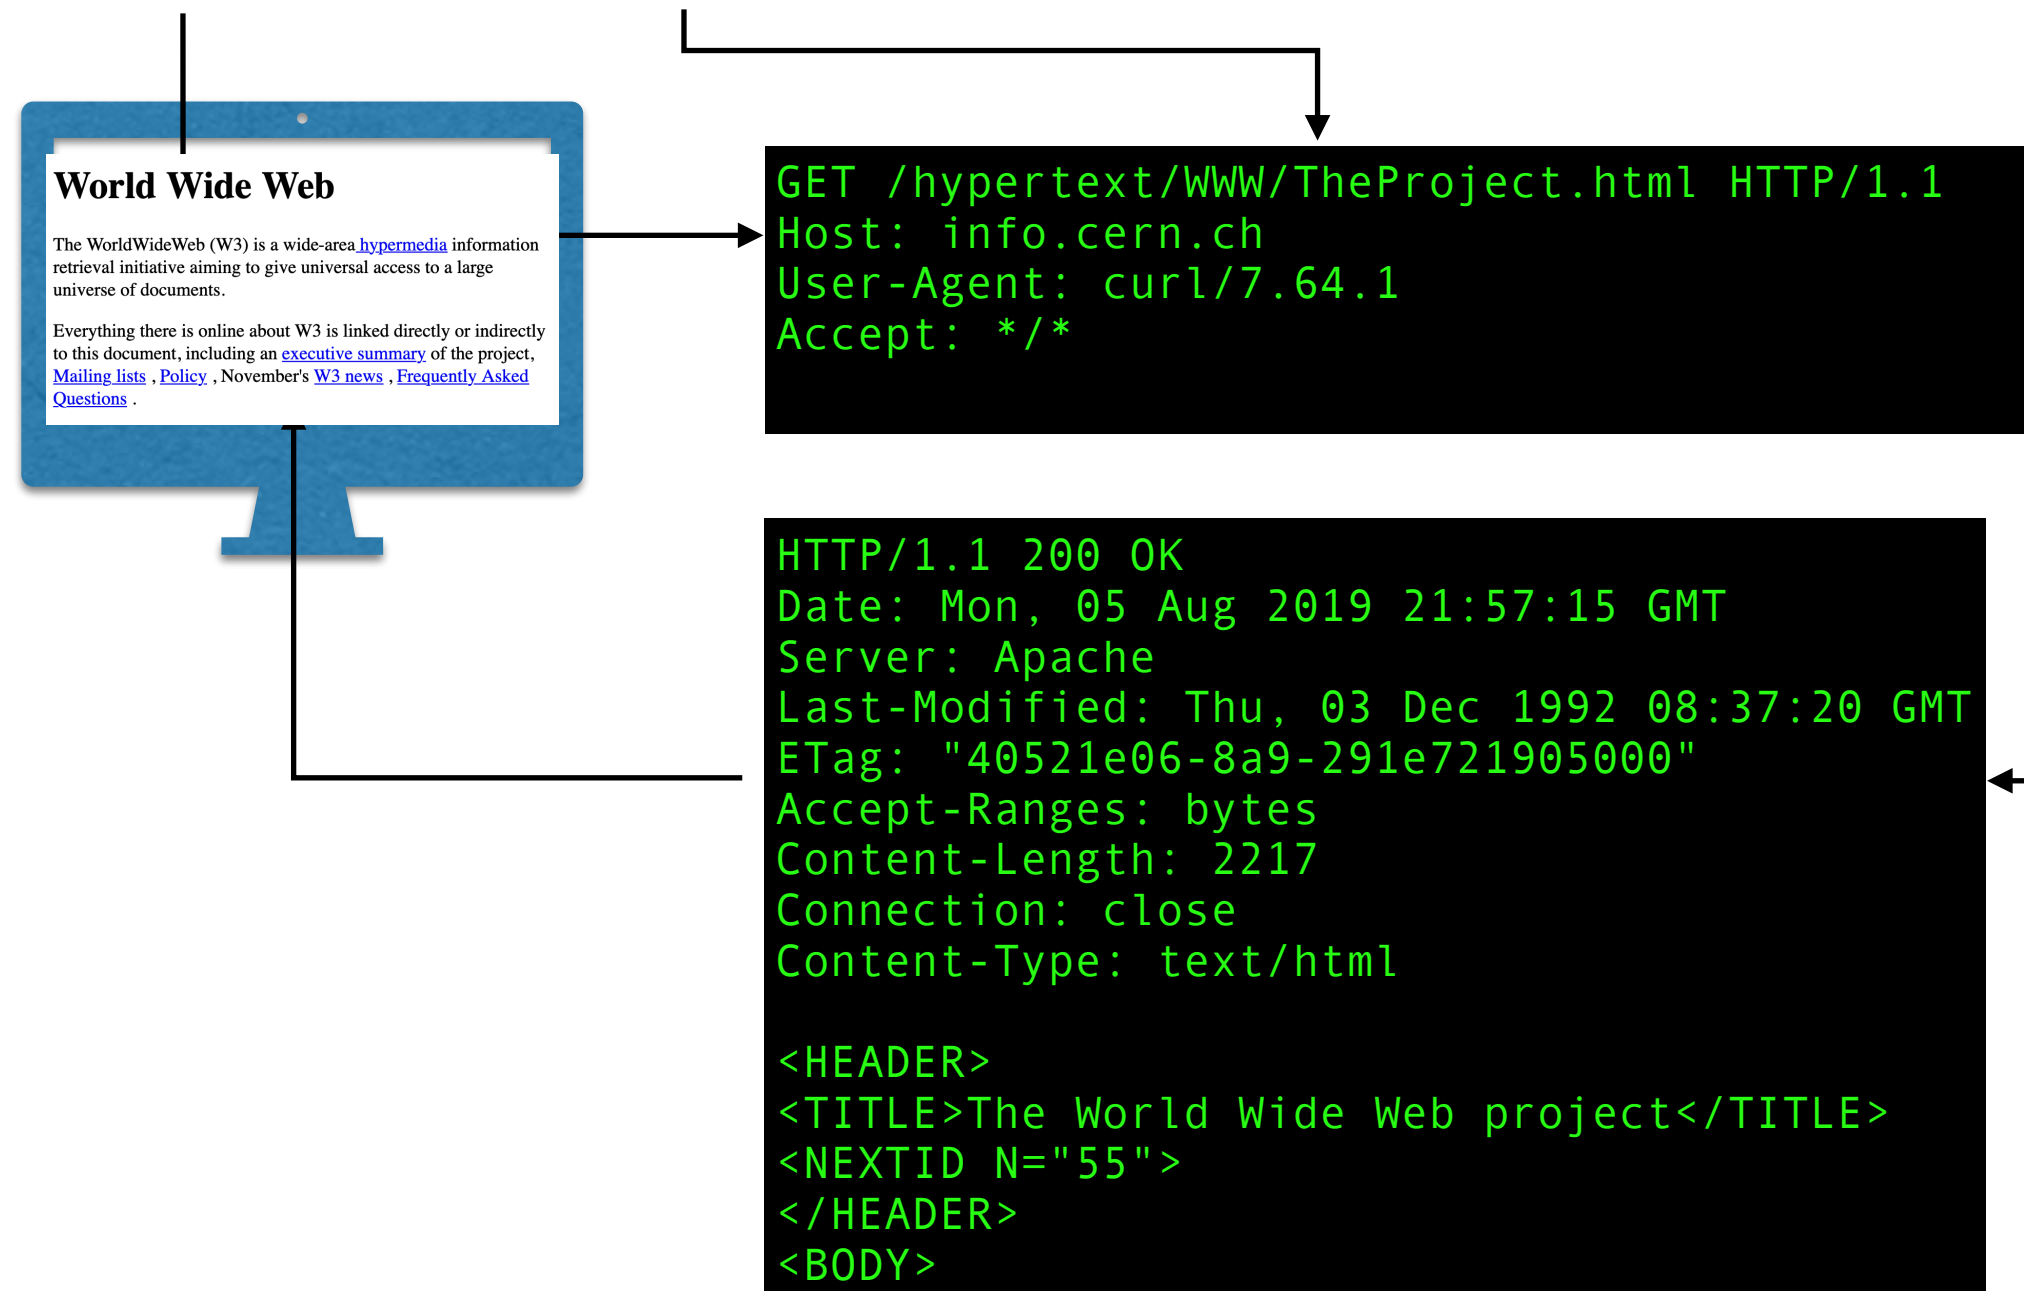 World Wide Web
The WorldWideWeb (W3) is a wide-area hypermedia information
retrieval initiative aiming to give universal access to a large
universe of documents.
Everything there is online about W3 is linked directly or indirectly
to this document, including an executive summary of the project,
Mailing lists , Policy , November's W3 news , Frequently Asked
Questions .
GET /hypertext/WWW/TheProject.html HTTP/1.1
Host: info.cern.ch
User-Agent: curl/7.64.1
Accept: */*
HTTP/1.1 200 OK
Date: Mon, 05 Aug 2019 21:57:15 GMT
Server: Apache
Last-Modified: Thu, 03 Dec 1992 08:37:20 GMT
ETag: "40521e06-8a9-291e721905000"
Accept-Ranges: bytes
Content-Length: 2217
Connection: close
Content-Type: text/html
<HEADER>
<TITLE>The World Wide Web project</TITLE>
<NEXTID N="55">
</HEADER>
<BODY>